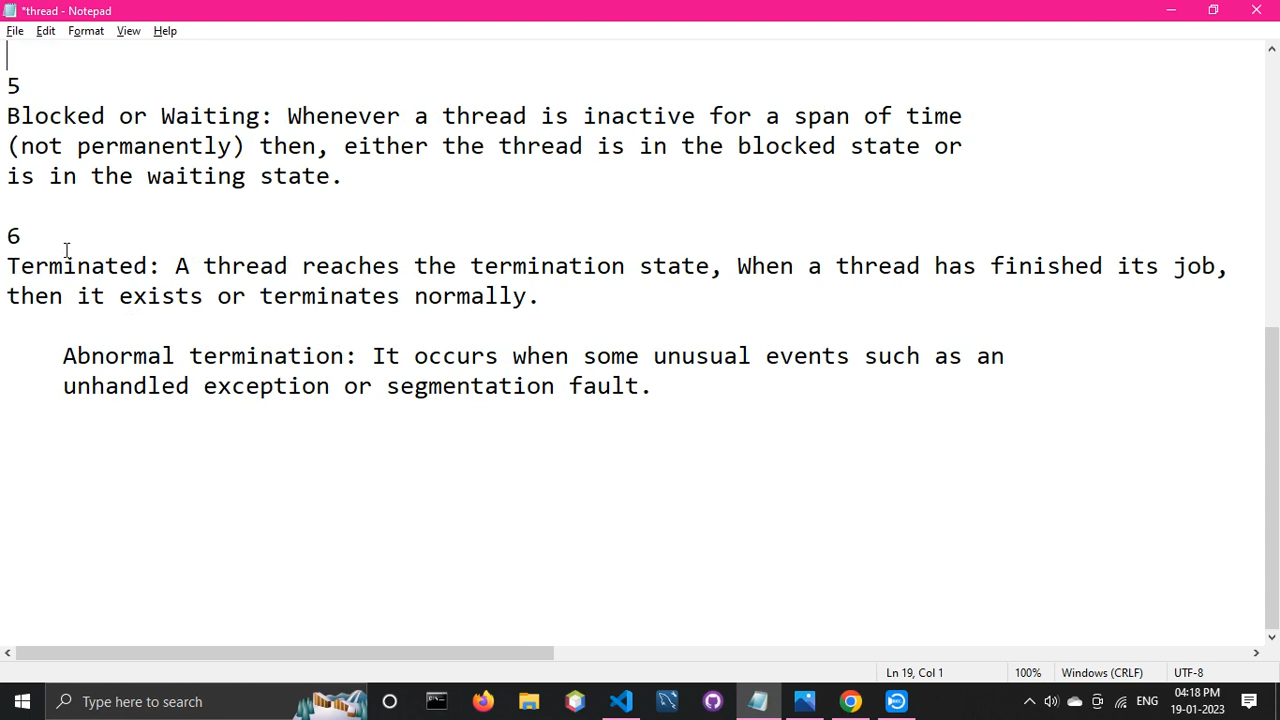 *thread - Notepad
File Edit Format View Help
5
Blocked or Waiting: Whenever a thread is inactive for a span of time
(not permanently) then, either the thread is in the blocked state or
is in the waiting state.
6
Terminated: A thread reaches the termination state, When a thread has finished its job,
then it exists or terminates normally.
Abnormal termination: It occurs when some unusual events such as an
unhandled exception or segmentation fault.
Ln 19, Col 1 100% Windows (CRLF) UTF-8
Type here to search ENG 04:18 PM
19-01-2023